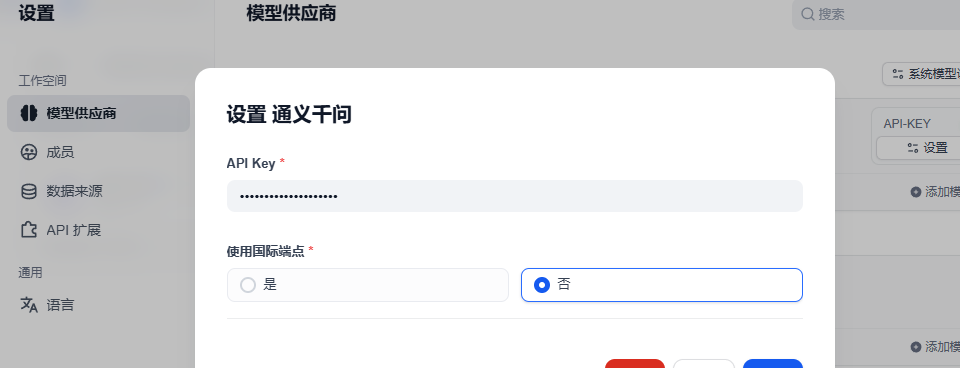 设置
模型供应商
搜索
工作空间
系统模型
模型供应商
设置 通义千问
API-KEY
设置
成员
API Key *
••••••••••••••••••••
数据来源
添加模
API 扩展
使用国际端点 *
通用
是
否
语言
添加模